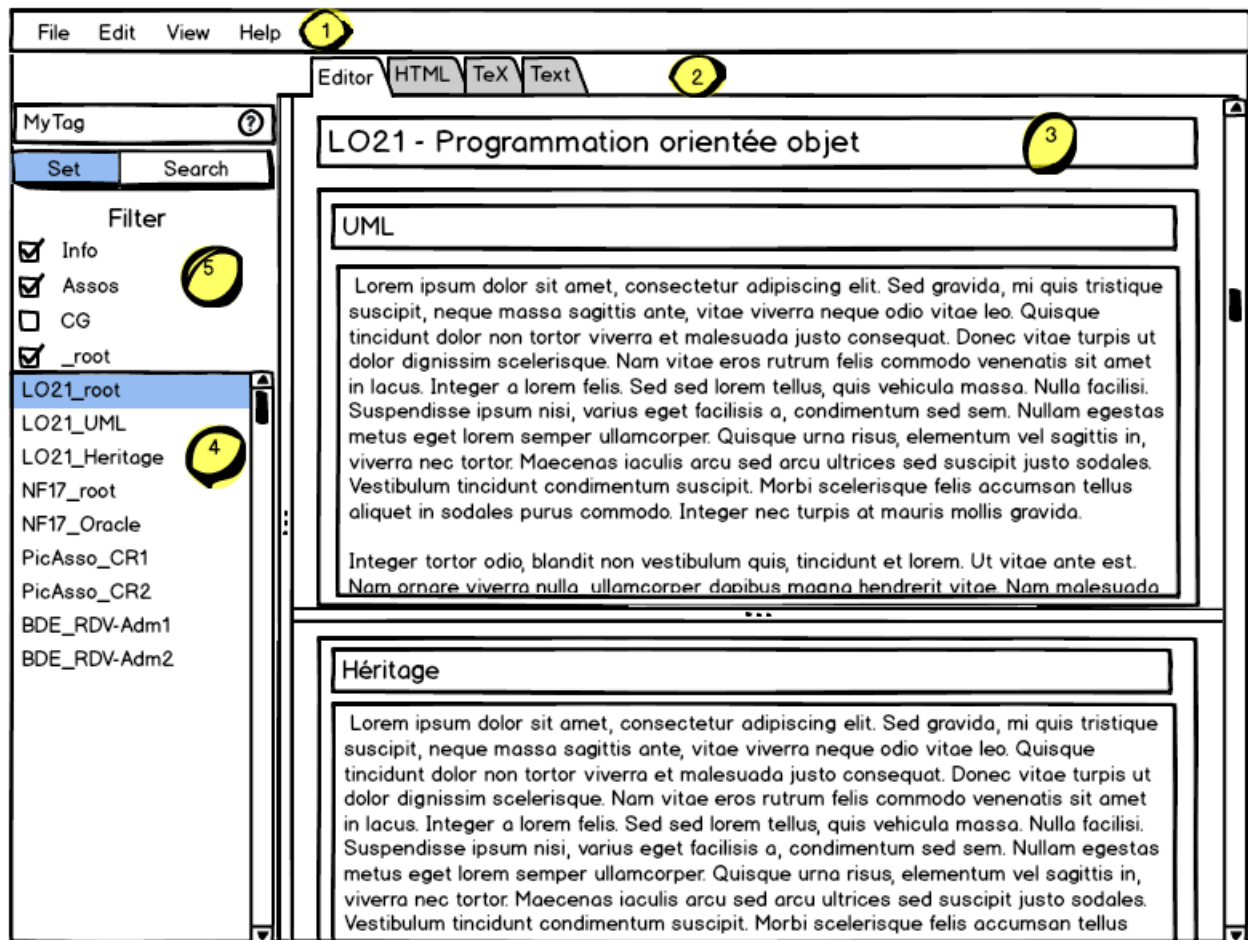 File Edit View Help 1
Editor HTML TeX Text 2
MyTag ?
Set Search
Filter
Info
Assos
5
CG
_root
LO21_root
LO21_UML
LO21_Heritage
4
NF17_root
NF17_Oracle
PicAsso_CR1
PicAsso_CR2
BDE_RDV-Adm1
BDE_RDV-Adm2
LO21 - Programmation orientée objet 3
UML
Lorem ipsum dolor sit amet, consectetur adipiscing elit. Sed gravida, mi quis tristique
suscipit, neque massa sagittis ante, vitae viverra neque odio vitae leo. Quisque
tincidunt dolor non tortor viverra et malesuada justo consequat. Donec vitae turpis ut
dolor dignissim scelerisque. Nam vitae eros rutrum felis commodo venenatis sit amet
in lacus. Integer a lorem felis. Sed sed lorem tellus, quis vehicula massa. Nulla facilisi.
Suspendisse ipsum nisi, varius eget facilisis a, condimentum sed sem. Nullam egestas
metus eget lorem semper ullamcorper. Quisque urna risus, elementum vel sagittis in,
viverra nec tortor. Maecenas iaculis arcu sed arcu ultrices sed suscipit justo sodales.
Vestibulum tincidunt condimentum suscipit. Morbi scelerisque felis accumsan tellus
aliquet in sodales purus commodo. Integer nec turpis at mauris mollis gravida.
Integer tortor odio, blandit non vestibulum quis, tincidunt et lorem. Ut vitae ante est.
Nam ornare viverra nulla, ullamcorper dapibus magna hendrerit vitae. Nam malesuada
Héritage
Lorem ipsum dolor sit amet, consectetur adipiscing elit. Sed gravida, mi quis tristique
suscipit, neque massa sagittis ante, vitae viverra neque odio vitae leo. Quisque
tincidunt dolor non tortor viverra et malesuada justo consequat. Donec vitae turpis ut
dolor dignissim scelerisque. Nam vitae eros rutrum felis commodo venenatis sit amet
in lacus. Integer a lorem felis. Sed sed lorem tellus, quis vehicula massa. Nulla facilisi.
Suspendisse ipsum nisi, varius eget facilisis a, condimentum sed sem. Nullam egestas
metus eget lorem semper ullamcorper. Quisque urna risus, elementum vel sagittis in,
viverra nec tortor. Maecenas iaculis arcu sed arcu ultrices sed suscipit justo sodales.
Vestibulum tincidunt condimentum suscipit. Morbi scelerisque felis accumsan tellus